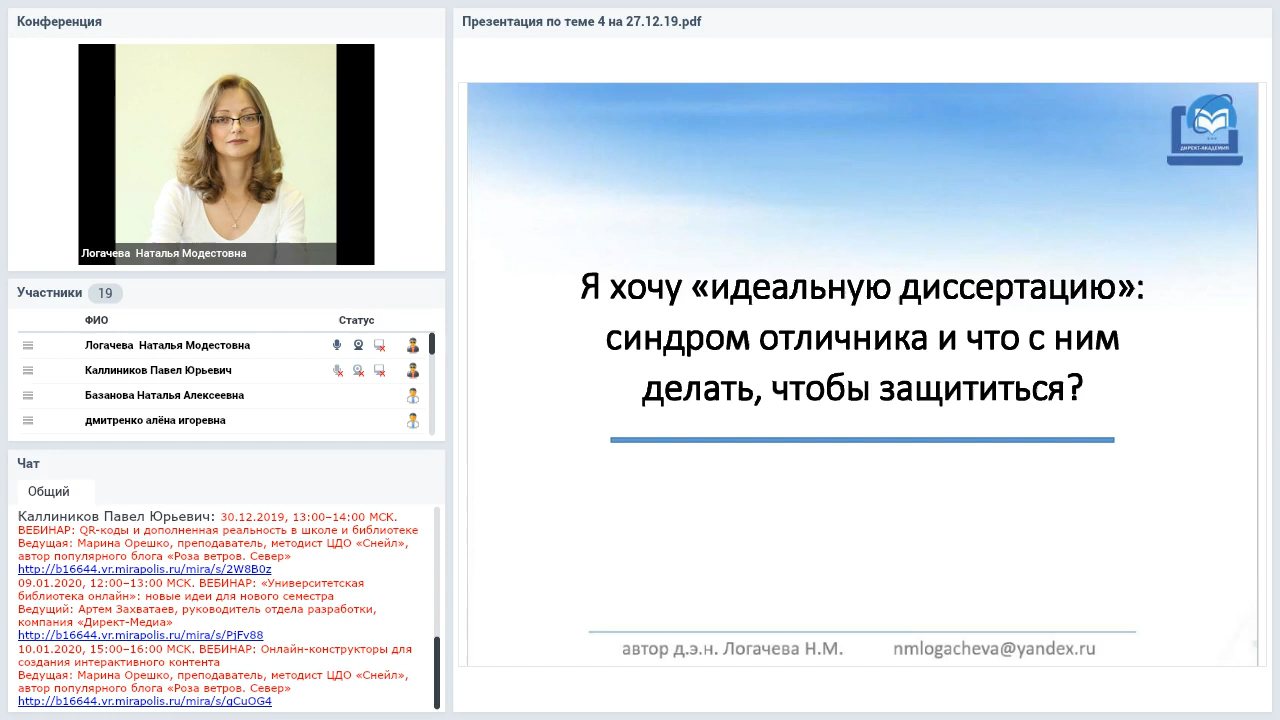 Конференция
Логачева Наталья Модестовна
Участники 19
ФИО Статус
Логачева Наталья Модестовна
Каллиников Павел Юрьевич
Базанова Наталья Алексеевна
дмитренко алёна игоревна
Чат
Общий
Каллиников Павел Юрьевич: 30.12.2019, 13:00–14:00 МСК.
ВЕБИНАР: QR-коды и дополненная реальность в школе и библиотеке
Ведущая: Марина Орешко, преподаватель, методист ЦДО «Снейл»,
автор популярного блога «Роза ветров. Север»
http://b16644.vr.mirapolis.ru/mira/s/2W8B0z
09.01.2020, 12:00–13:00 МСК. ВЕБИНАР: «Университетская
библиотека онлайн»: новые идеи для нового семестра
Ведущий: Артем Захватаев, руководитель отдела разработки,
компания «Директ-Медиа»
http://b16644.vr.mirapolis.ru/mira/s/PjFv88
10.01.2020, 15:00–16:00 МСК. ВЕБИНАР: Онлайн-конструкторы для
создания интерактивного контента
Ведущая: Марина Орешко, преподаватель, методист ЦДО «Снейл»,
автор популярного блога «Роза ветров. Север»
http://b16644.vr.mirapolis.ru/mira/s/gCuOG4
Презентация по теме 4 на 27.12.19.pdf
ДИРЕКТ-АКАДЕМИЯ
Я хочу «идеальную диссертацию»:
синдром отличника и что с ним
делать, чтобы защититься?
автор д.э.н. Логачева Н.М. nmlogacheva@yandex.ru